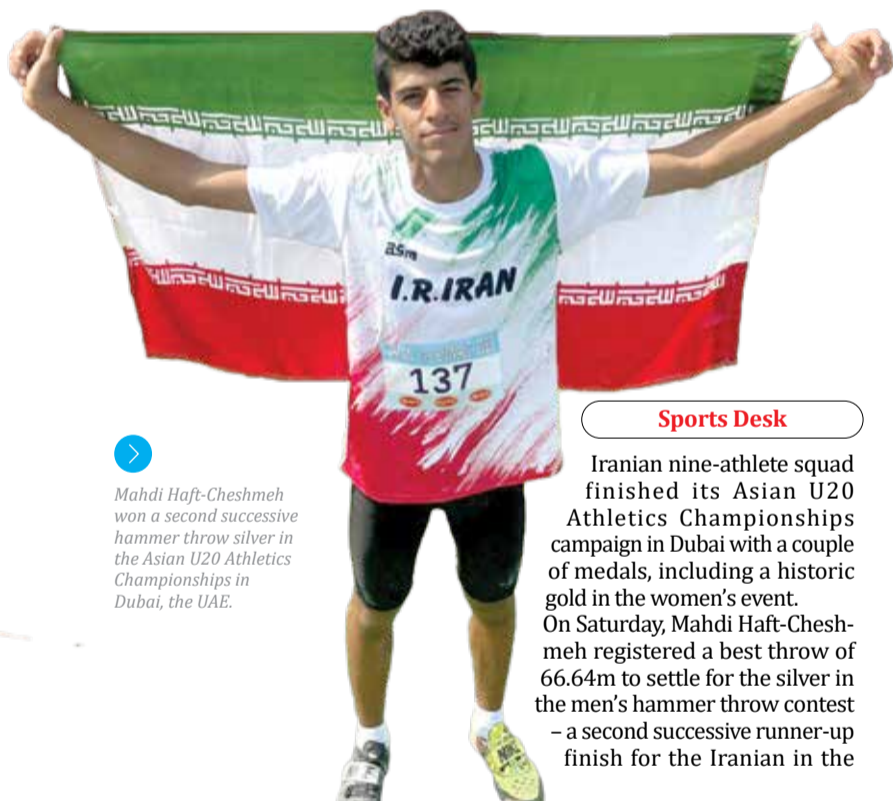 asm
I.R.IRAN
137
Sports Desk
Mahdi Haft-Cheshmeh
won a second successive
hammer throw silver in
the Asian U20 Athletics
Championships in
Dubai, the UAE.
Iranian nine-athlete squad
finished its Asian U20
Athletics Championships
campaign in Dubai with a couple
of medals, including a historic
gold in the women’s event.
On Saturday, Mahdi Haft-Chesh-
meh registered a best throw of
66.64m to settle for the silver in
the men’s hammer throw contest
– a second successive runner-up
finish for the Iranian in the